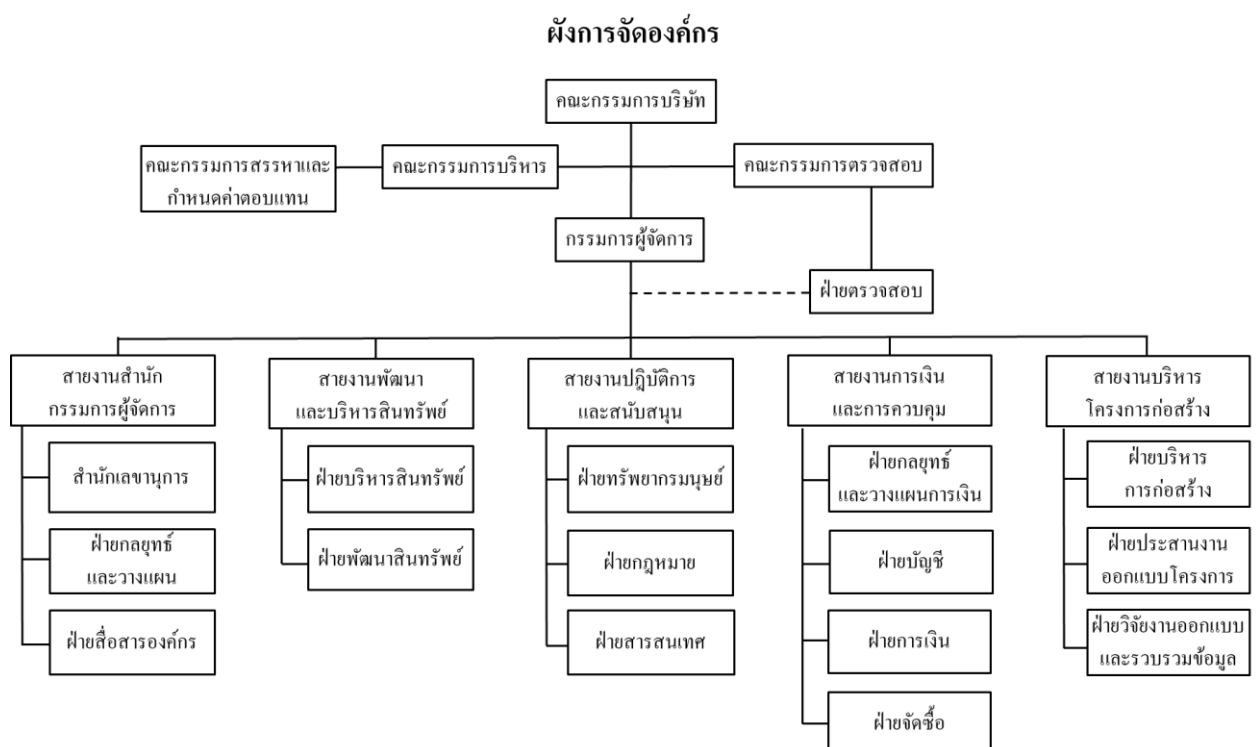 ผังการจัดองค์กร
คณะกรรมการบริษัท
คณะกรรมการสรรหาและ
กำหนดค่าตอบแทน
คณะกรรมการบริหาร
คณะกรรมการตรวจสอบ
กรรมการผู้จัดการ
ฝ่ายตรวจสอบ
สายงานสำนัก
กรรมการผู้จัดการ
สำนักเลขานุการ
ฝ่ายกลยุทธ์
และวางแผน
ฝ่ายสื่อสารองค์กร
สายงานพัฒนา
และบริหารสินทรัพย์
ฝ่ายบริหารสินทรัพย์
ฝ่ายพัฒนาสินทรัพย์
สายงานปฎิบัติการ
และสนับสนุน
ฝ่ายทรัพยากรมนุษย์
ฝ่ายกฎหมาย
ฝ่ายสารสนเทศ
สายงานการเงิน
และการควบคุม
ฝ่ายกลยุทธ์
และวางแผนการเงิน
ฝ่ายบัญชี
ฝ่ายการเงิน
ฝ่ายจัดซื้อ
สายงานบริหาร
โครงการก่อสร้าง
ฝ่ายบริหาร
การก่อสร้าง
ฝ่ายประสานงาน
ออกแบบโครงการ
ฝ่ายวิจัยงานออกแบบ
และรวบรวมข้อมูล